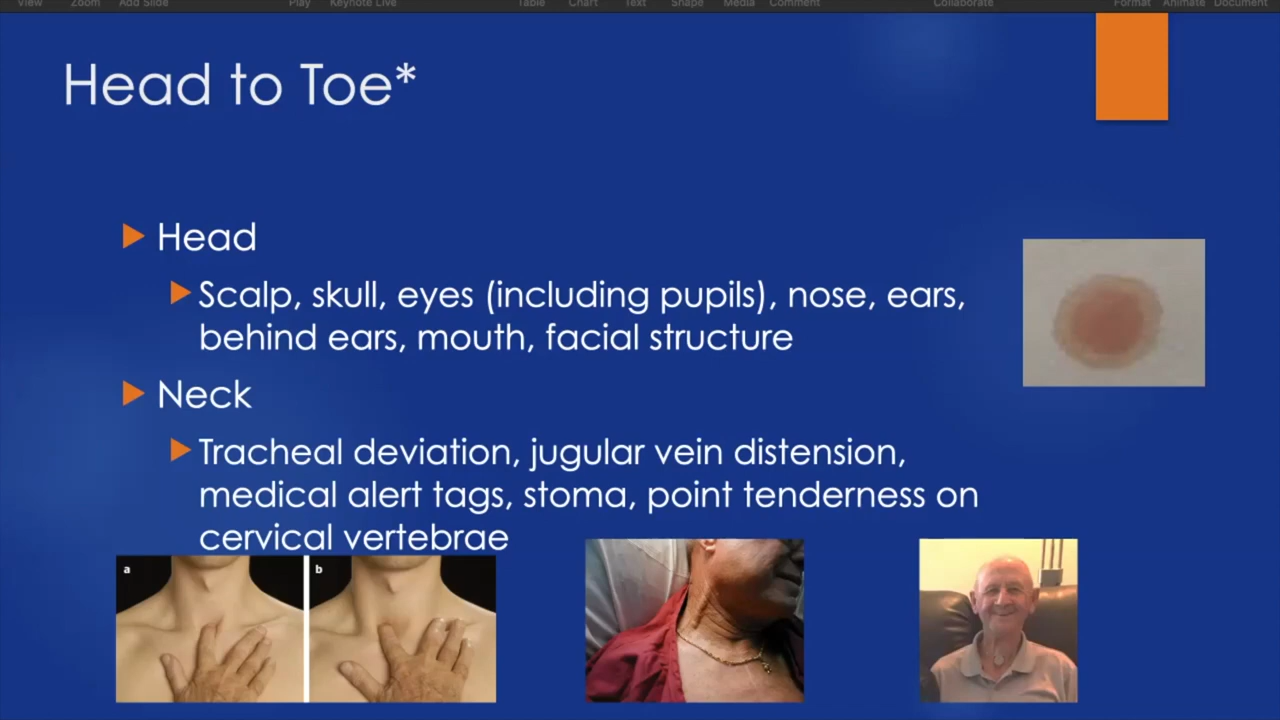 View Zoom Add Slide Play Keynote Live Table Chart Text Shape Media Comment Collaborate Format Animate Document
Head to Toe*
Head
Scalp, skull, eyes (including pupils), nose, ears,
behind ears, mouth, facial structure
Neck
Tracheal deviation, jugular vein distension,
medical alert tags, stoma, point tenderness on
cervical vertebrae
a b